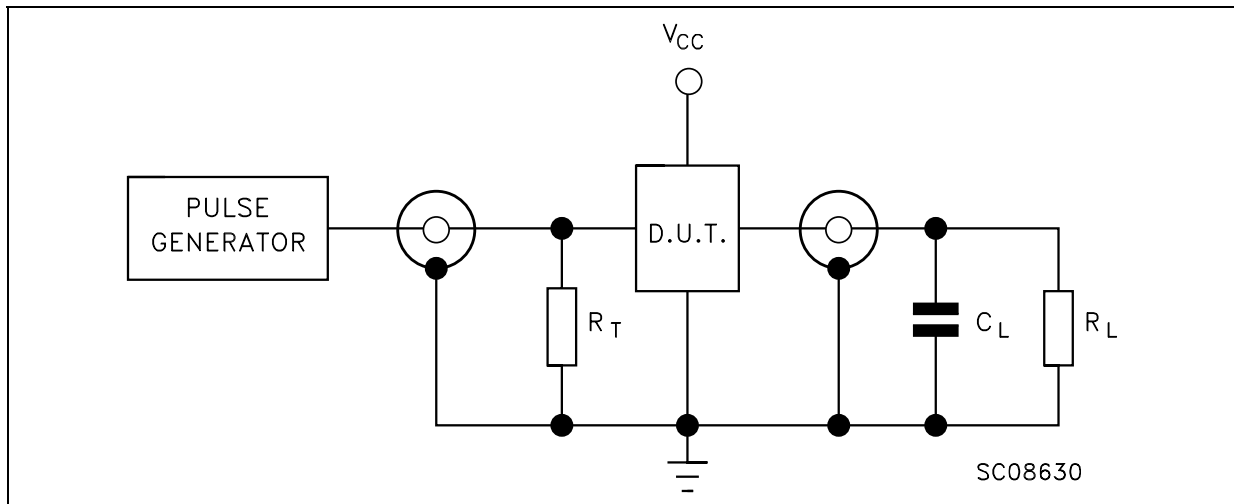 VCC
PULSE
GENERATOR
D.U.T.
RT
CL
RL
SC08630